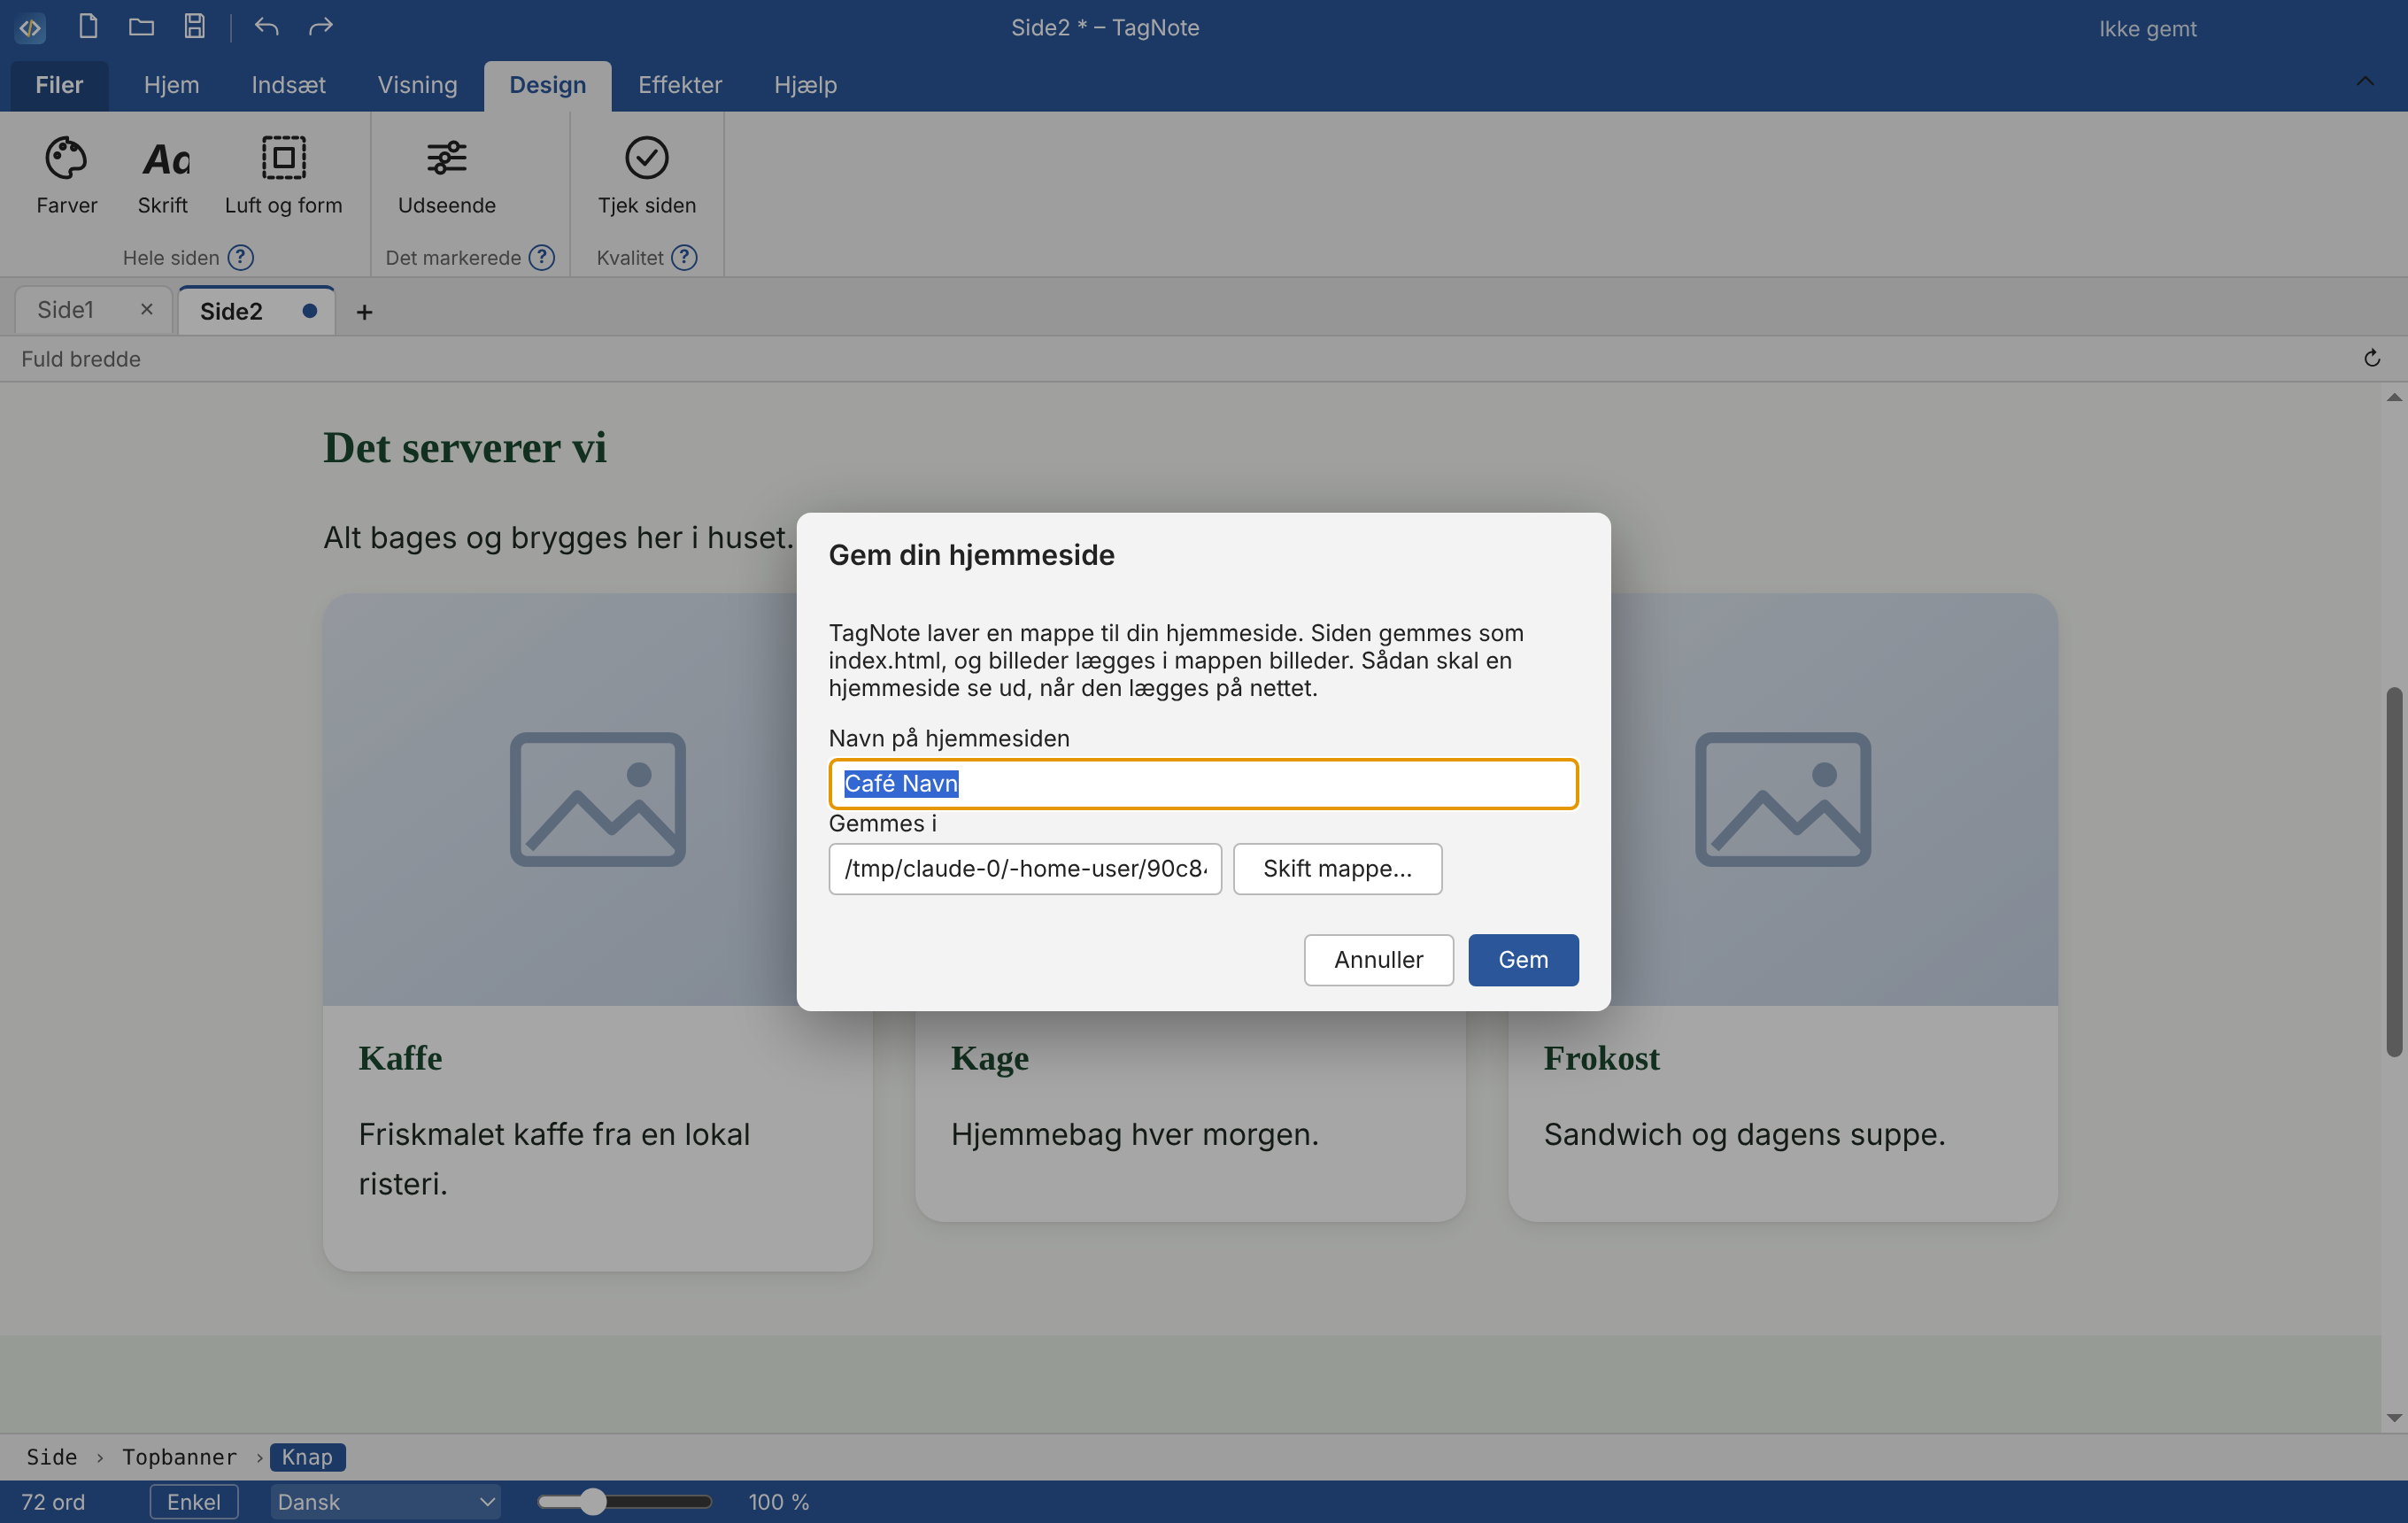 Side2 * – TagNote
Ikke gemt
Filer Hjem Indsæt Visning Design Effekter Hjælp
Farver Skrift Luft og form Udseende Tjek siden
Hele siden ? Det markerede ? Kvalitet ?
Side1 × Side2 +
Fuld bredde
Det serverer vi
Alt bages og brygges her i huset.
Gem din hjemmeside
TagNote laver en mappe til din hjemmeside. Siden gemmes som
index.html, og billeder lægges i mappen billeder. Sådan skal en
hjemmeside se ud, når den lægges på nettet.
Navn på hjemmesiden
Café Navn
Gemmes i
/tmp/claude-0/-home-user/90c8 Skift mappe...
Annuller Gem
Kaffe
Friskmalet kaffe fra en lokal
risteri.
Kage
Hjemmebag hver morgen.
Frokost
Sandwich og dagens suppe.
Side › Topbanner › Knap
72 ord Enkel Dansk 100 %